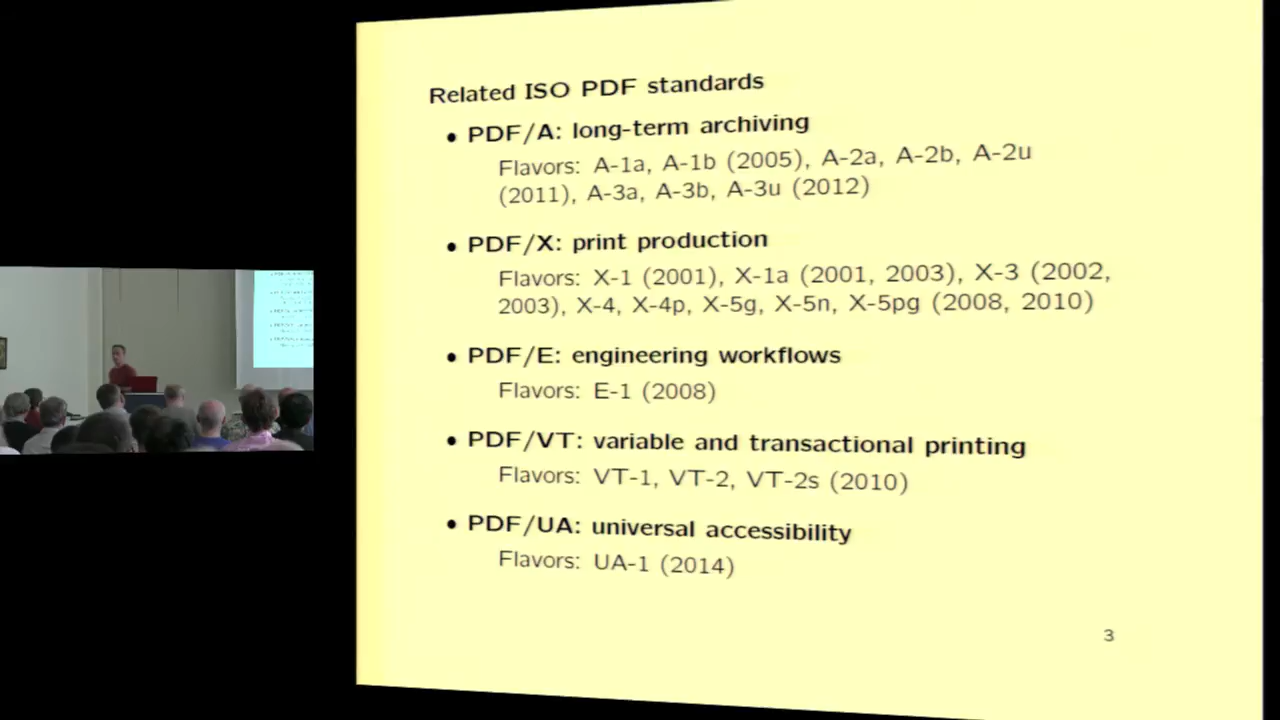 Related ISO PDF standards
• PDF/A: long-term archiving
Flavors: A-1a, A-1b (2005), A-2a, A-2b, A-2u
(2011), A-3a, A-3b, A-3u (2012)
• PDF/X: print production
Flavors: X-1 (2001), X-1a (2001, 2003), X-3 (2002,
2003), X-4, X-4p, X-5g, X-5n, X-5pg (2008, 2010)
• PDF/E: engineering workflows
Flavors: E-1 (2008)
• PDF/VT: variable and transactional printing
Flavors: VT-1, VT-2, VT-2s (2010)
• PDF/UA: universal accessibility
Flavors: UA-1 (2014)
3